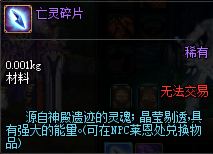 亡灵碎片
稀有
0.001kg
材料
无法交易
源自神殿遗迹的灵魂；晶莹剔透，具
有强大的能量。（可在NPC莱恩处兑换物
品）